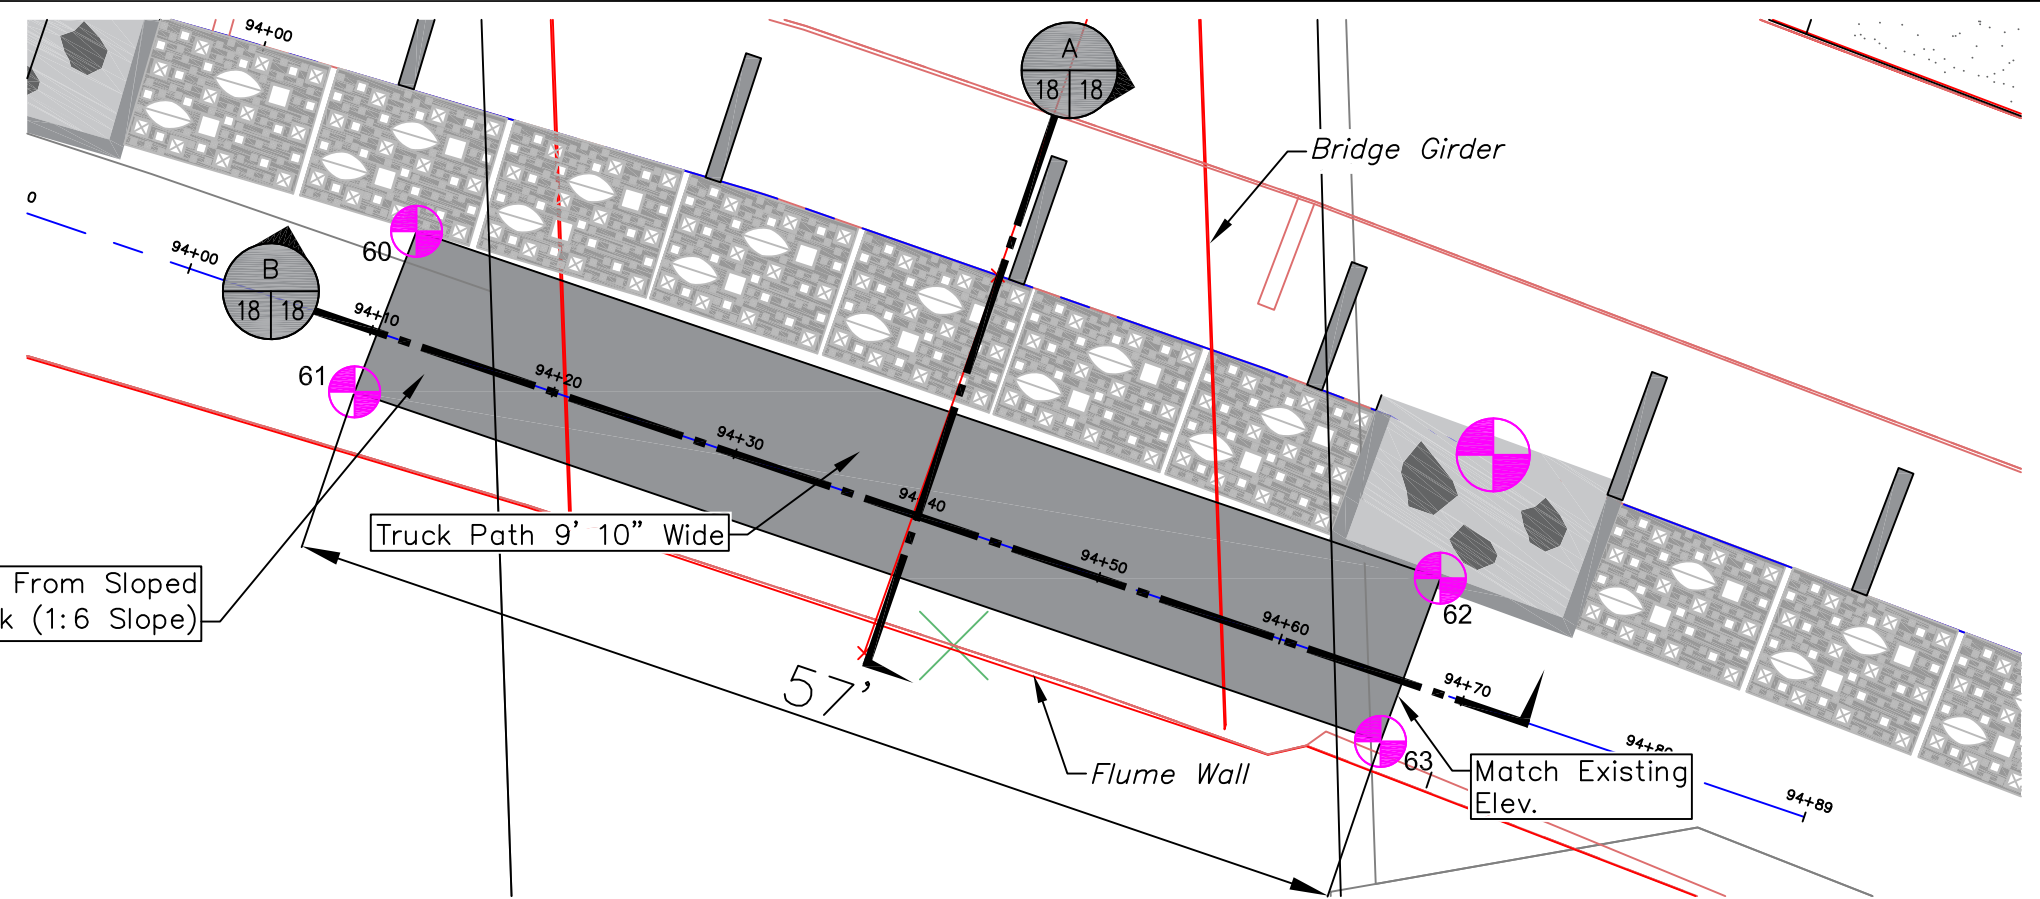 94+00
A
18 18
Bridge Girder
0
94+00
60
B
18 18
94+10
61
94+20
94+30
94+40
Truck Path 9' 10" Wide
94+50
From Sloped
(1:6 Slope)
62
94+60
57'
94+70
63
Flume Wall
Match Existing
Elev.
94+89